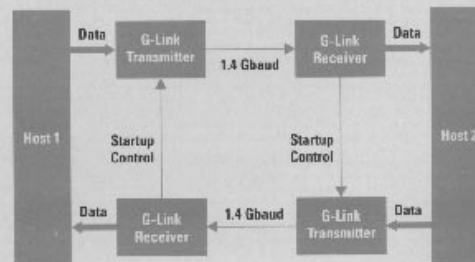 Data
G-Link
Transmitter
1.4 Gbaud
G-Link
Receiver
Data
Host 1
Startup
Control
Startup
Control
Host 2
Data
G-Link
Receiver
1.4 Gbaud
G-Link
Transmitter
Data